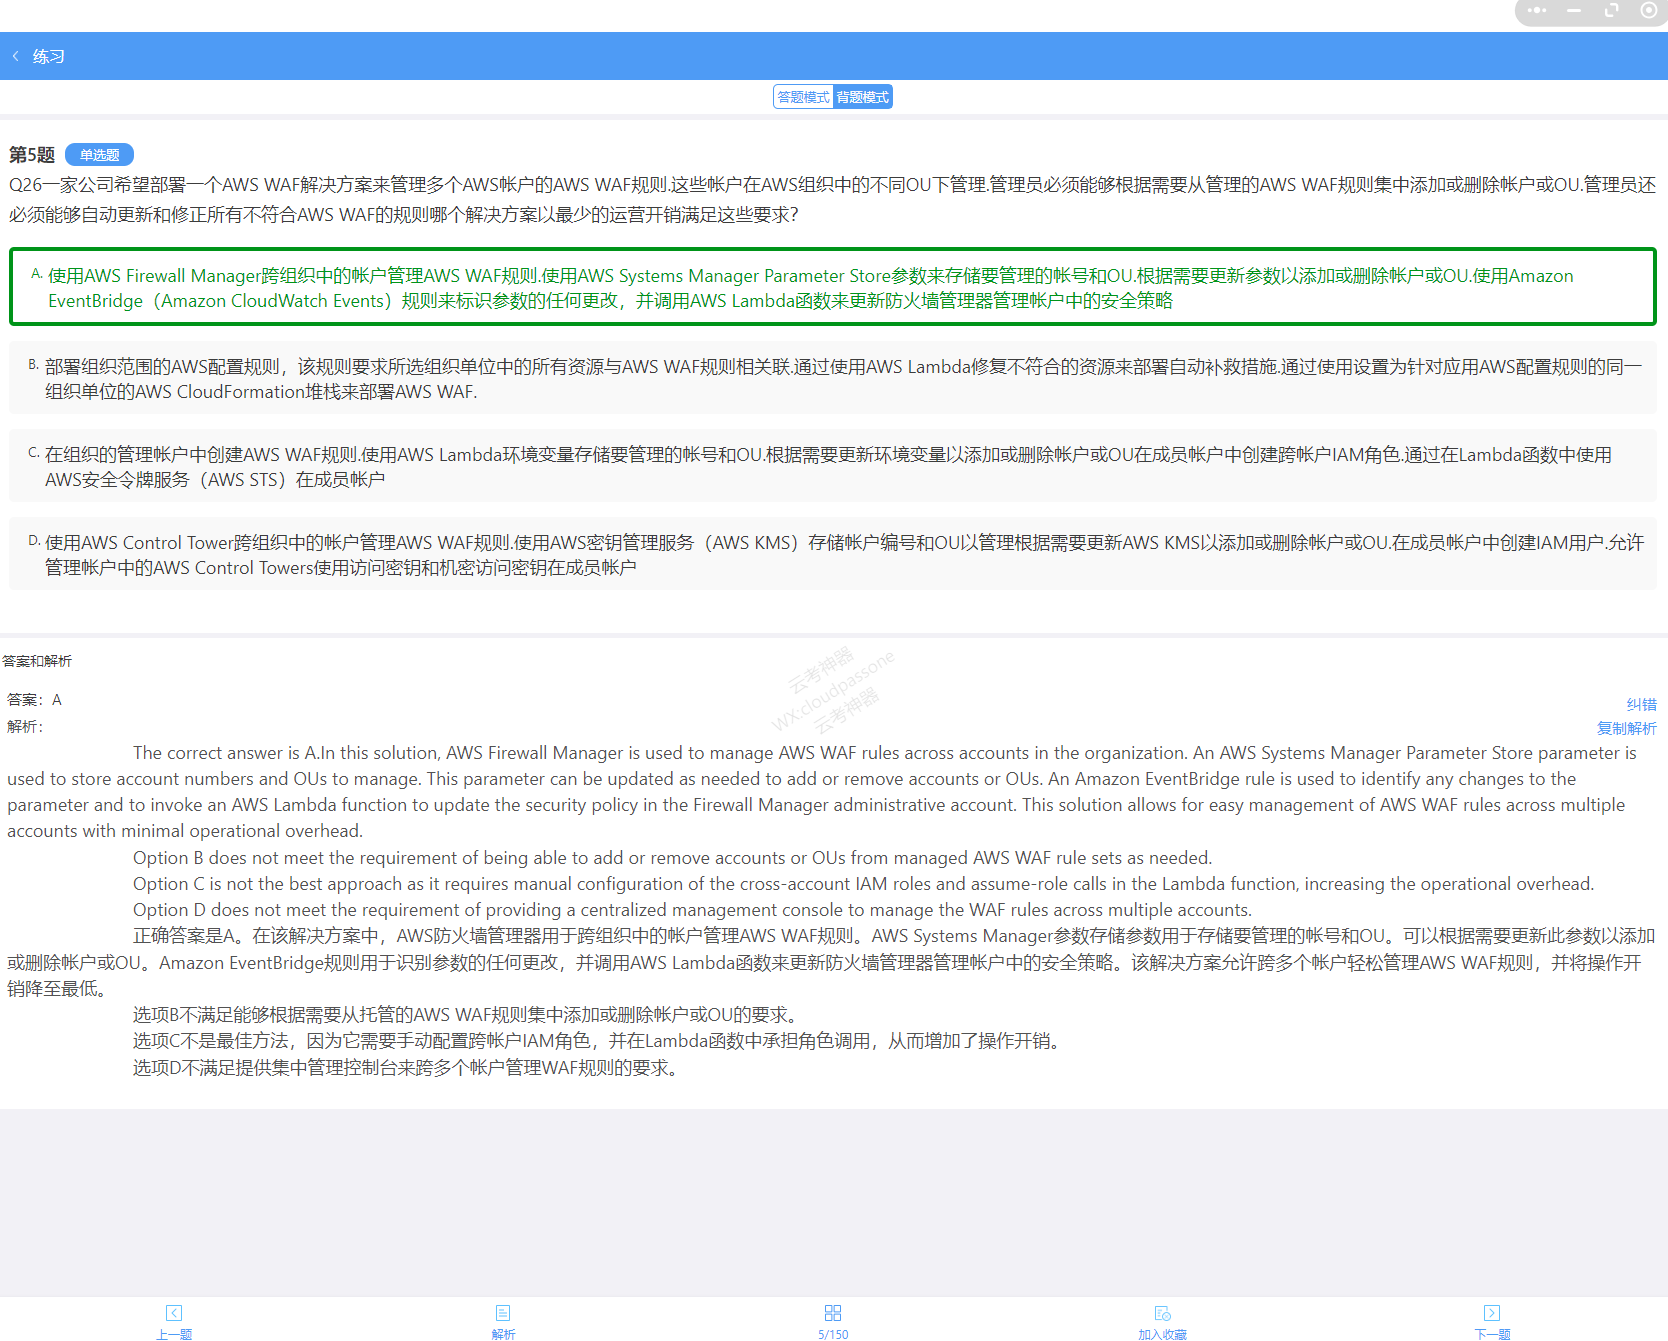 练习
答题模式 背题模式
第5题 单选题
Q26一家公司希望部署一个AWS WAF解决方案来管理多个AWS帐户的AWS WAF规则.这些帐户在AWS组织中的不同OU下管理.管理员必须能够根据需要从管理的AWS WAF规则集中添加或删除帐户或OU.管理员还
必须能够自动更新和修正所有不符合AWS WAF的规则哪个解决方案以最少的运营开销满足这些要求？
A. 使用AWS Firewall Manager跨组织中的帐户管理AWS WAF规则.使用AWS Systems Manager Parameter Store参数来存储要管理的帐号和OU.根据需要更新参数以添加或删除帐户或OU.使用Amazon
EventBridge（Amazon CloudWatch Events）规则来标识参数的任何更改，并调用AWS Lambda函数来更新防火墙管理器管理帐户中的安全策略
B. 部署组织范围的AWS配置规则，该规则要求所选组织单位中的所有资源与AWS WAF规则相关联.通过使用AWS Lambda修复不符合的资源来部署自动补救措施.通过使用设置为针对应用AWS配置规则的同一
组织单位的AWS CloudFormation堆栈来部署AWS WAF.
C. 在组织的管理帐户中创建AWS WAF规则.使用AWS Lambda环境变量存储要管理的帐号和OU.根据需要更新环境变量以添加或删除帐户或OU在成员帐户中创建跨帐户IAM角色.通过在Lambda函数中使用
AWS安全令牌服务（AWS STS）在成员帐户
D. 使用AWS Control Tower跨组织中的帐户管理AWS WAF规则.使用AWS密钥管理服务（AWS KMS）存储帐户编号和OU以管理根据需要更新AWS KMS以添加或删除帐户或OU.在成员帐户中创建IAM用户.允许
管理帐户中的AWS Control Towers使用访问密钥和机密访问密钥在成员帐户
答案和解析
云考神器
WX:cloudpassone
云考神器
答案：A
纠错
解析：
复制解析
The correct answer is A.In this solution, AWS Firewall Manager is used to manage AWS WAF rules across accounts in the organization. An AWS Systems Manager Parameter Store parameter is
used to store account numbers and OUs to manage. This parameter can be updated as needed to add or remove accounts or OUs. An Amazon EventBridge rule is used to identify any changes to the
parameter and to invoke an AWS Lambda function to update the security policy in the Firewall Manager administrative account. This solution allows for easy management of AWS WAF rules across multiple
accounts with minimal operational overhead.
Option B does not meet the requirement of being able to add or remove accounts or OUs from managed AWS WAF rule sets as needed.
Option C is not the best approach as it requires manual configuration of the cross-account IAM roles and assume-role calls in the Lambda function, increasing the operational overhead.
Option D does not meet the requirement of providing a centralized management console to manage the WAF rules across multiple accounts.
正确答案是A。在该解决方案中，AWS防火墙管理器用于跨组织中的帐户管理AWS WAF规则。AWS Systems Manager参数存储参数用于存储要管理的帐号和OU。可以根据需要更新此参数以添加
或删除帐户或OU。Amazon EventBridge规则用于识别参数的任何更改，并调用AWS Lambda函数来更新防火墙管理器管理帐户中的安全策略。该解决方案允许跨多个帐户轻松管理AWS WAF规则，并将操作开
销降至最低。
选项B不满足能够根据需要从托管的AWS WAF规则集中添加或删除帐户或OU的要求。
选项C不是最佳方法，因为它需要手动配置跨帐户IAM角色，并在Lambda函数中承担角色调用，从而增加了操作开销。
选项D不满足提供集中管理控制台来跨多个帐户管理WAF规则的要求。
上一题 解析 5/150 加入收藏 下一题